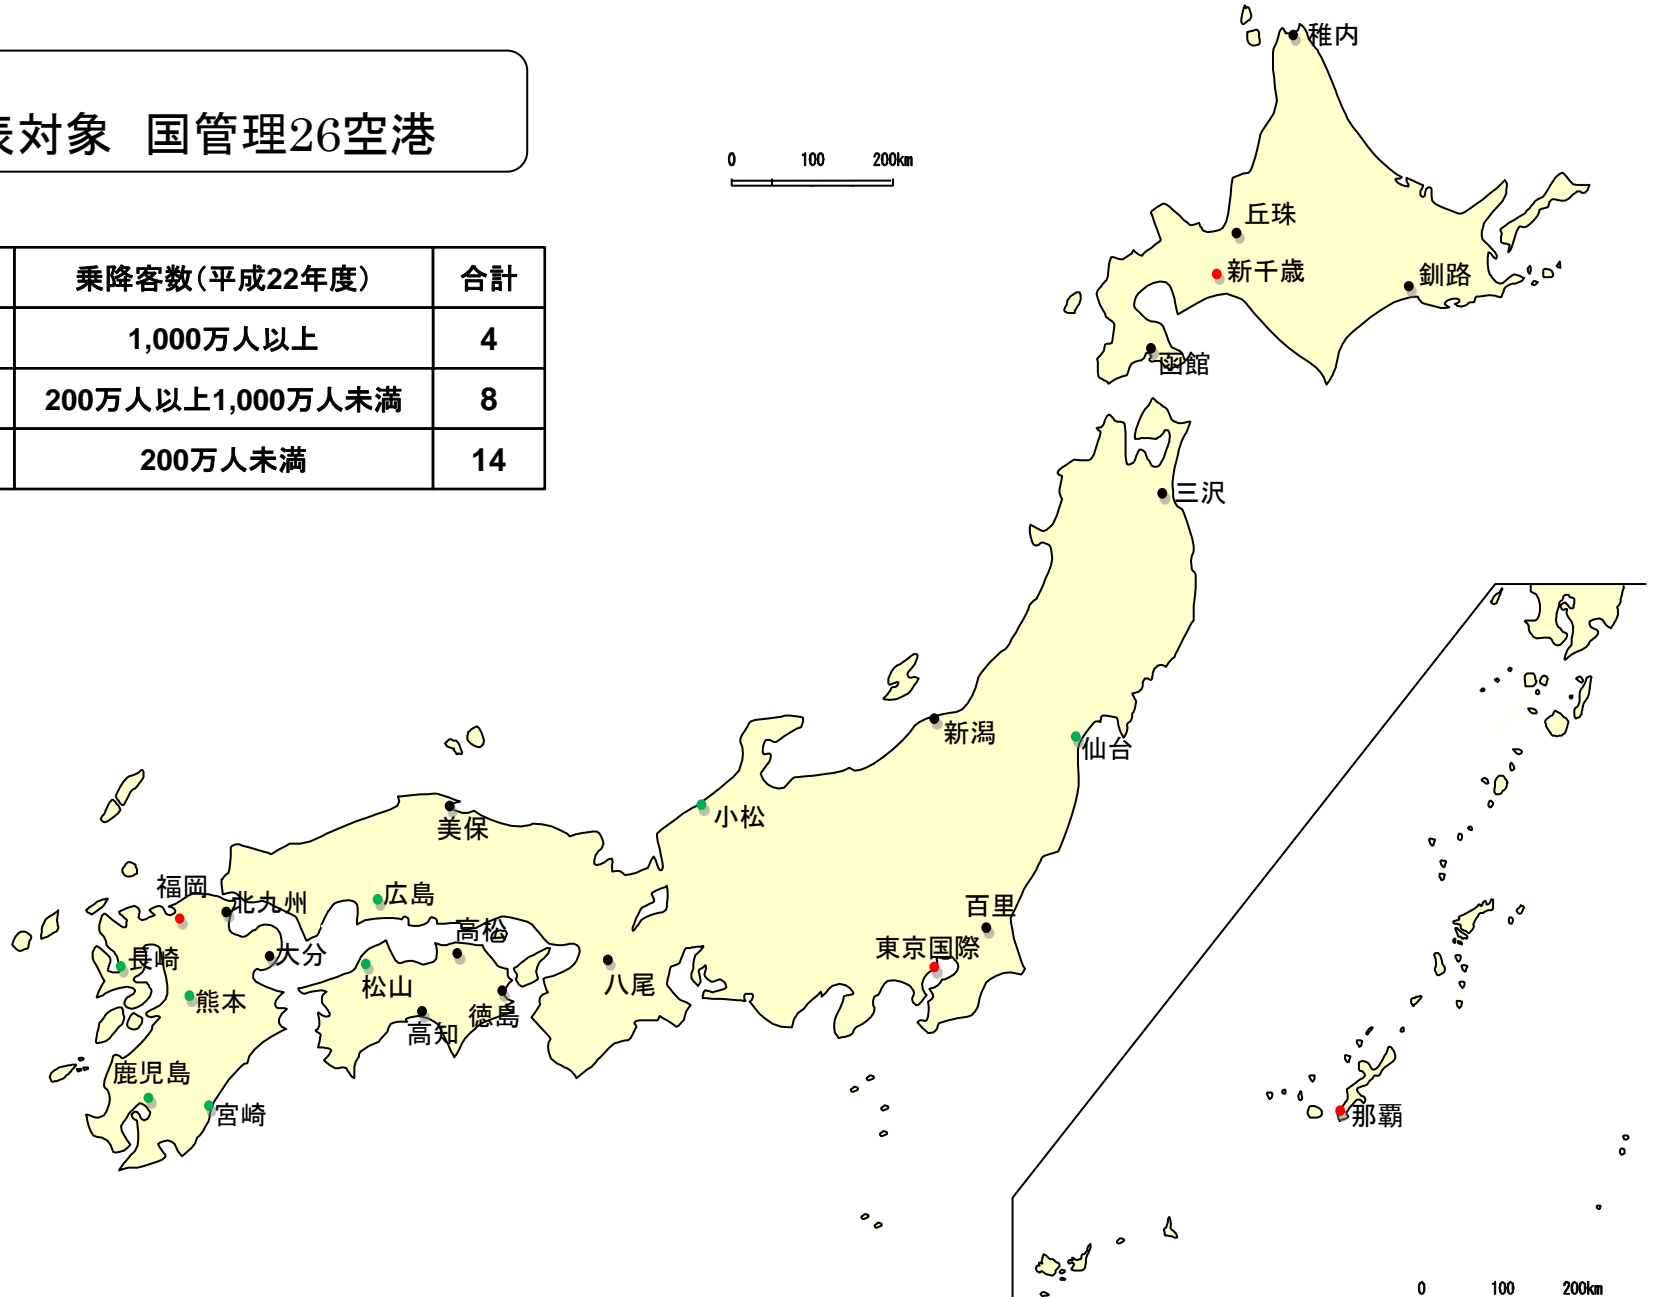 表対象 国管理26空港
乗降客数（平成22年度） 合計
1,000万人以上 4
200万人以上1,000万人未満 8
200万人未満 14
0 100 200km
稚内
丘珠
新千歳
釧路
函館
三沢
新潟
仙台
小松
美保
福岡
北九州
広島
高松
百里
東京国際
長崎
大分
松山
八尾
熊本
徳島
高知
鹿児島
宮崎
那覇
0 100 200km